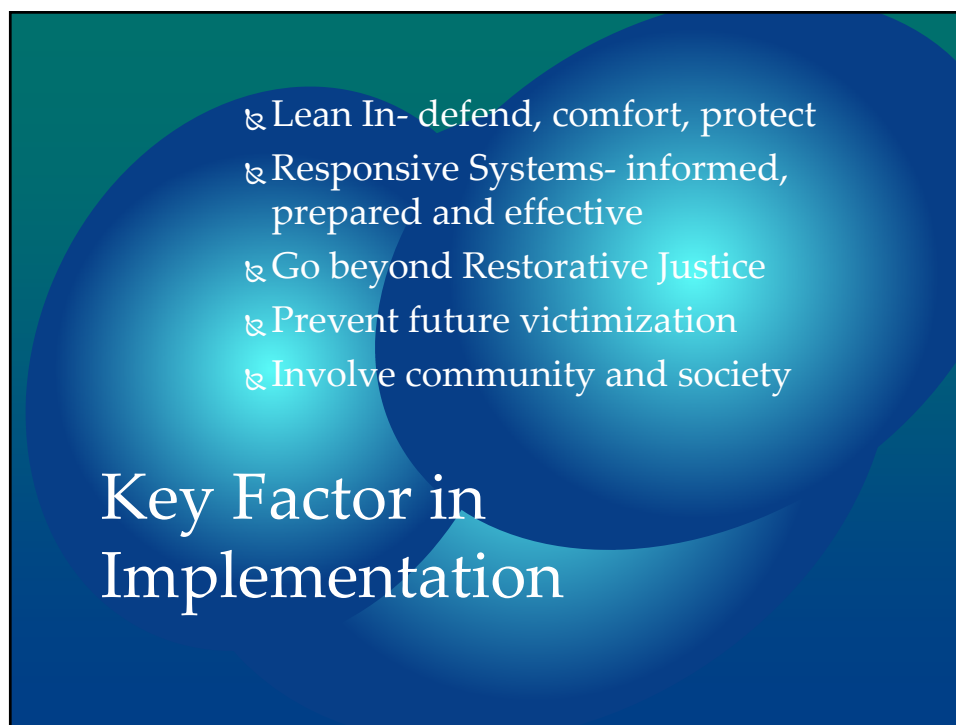 Lean In- defend, comfort, protect
Responsive Systems- informed,
prepared and effective
Go beyond Restorative Justice
Prevent future victimization
Involve community and society
Key Factor in
Implementation